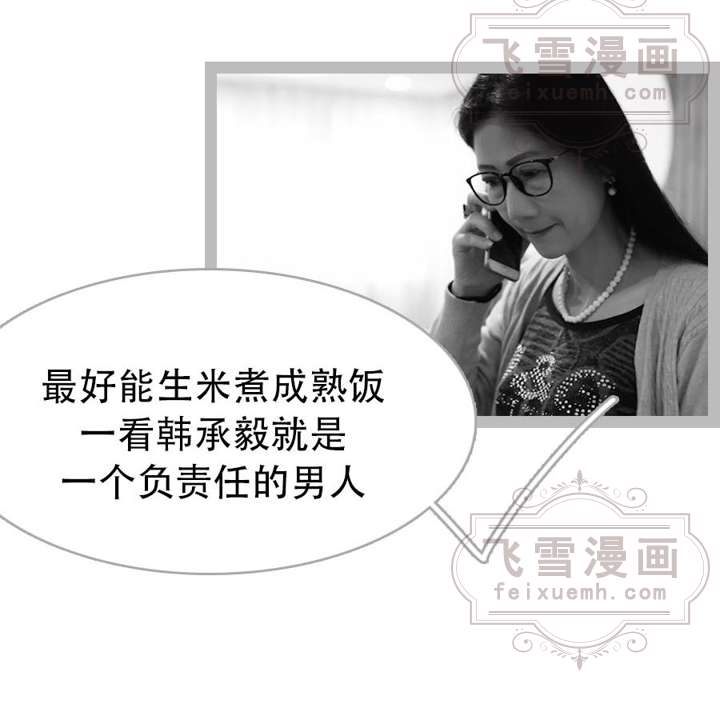 飞雪漫画
feixuemh.com
最好能生米煮成熟饭
一看韩承毅就是
一个负责任的男人
飞雪漫画
feixuemh.com